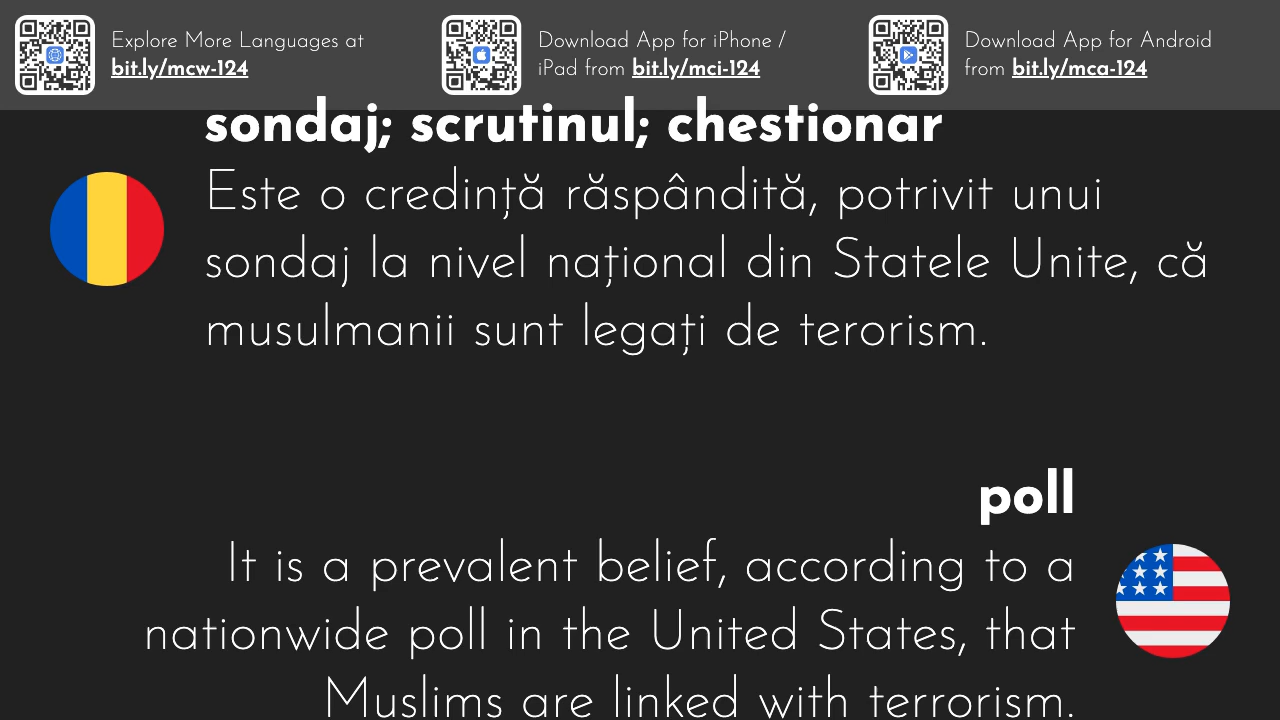 Explore More Languages at
bit.ly/mcw-124
Download App for iPhone /
iPad from bit.ly/mci-124
Download App for Android
from bit.ly/mca-124
sondaj; scrutinul; chestionar
Este o credință răspândită, potrivit unui
sondaj la nivel național din Statele Unite, că
musulmanii sunt legați de terorism.
poll
It is a prevalent belief, according to a
nationwide poll in the United States, that
Muslims are linked with terrorism.